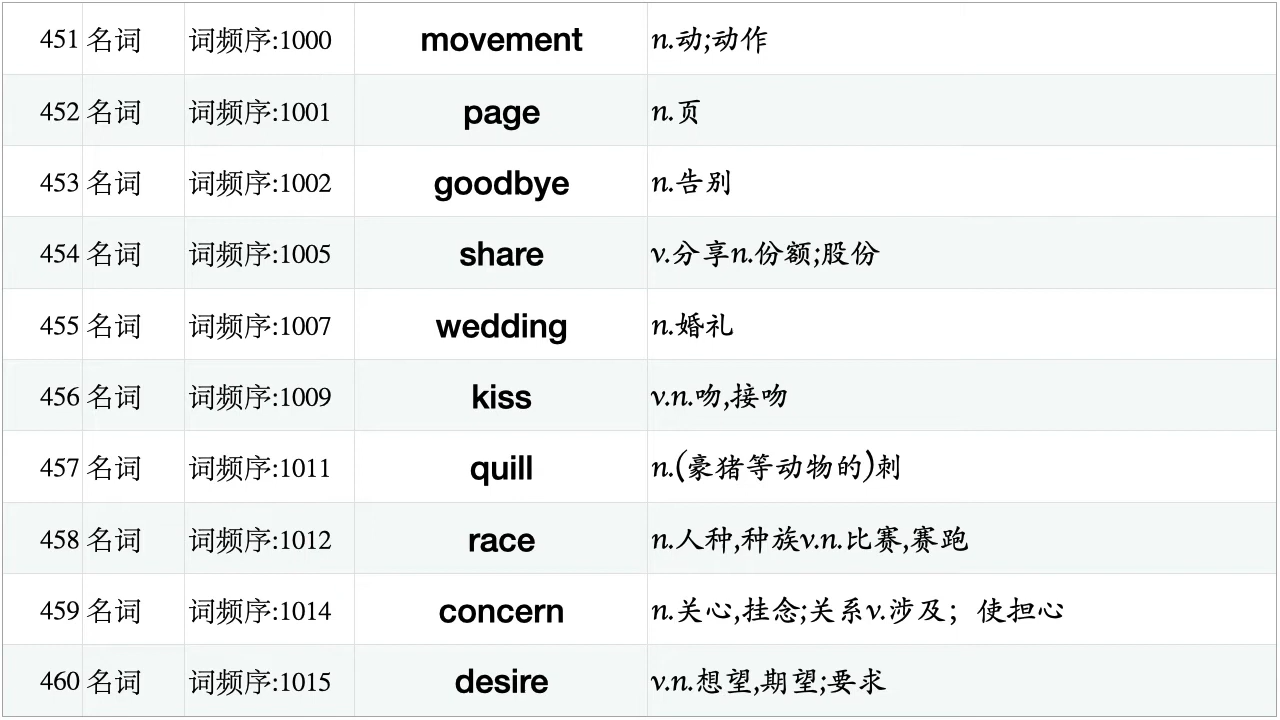 451 名词 词频序:1000 movement n.动;动作
452 名词 词频序:1001 page n.页
453 名词 词频序:1002 goodbye n.告别
454 名词 词频序:1005 share v.分享n.份额;股份
455 名词 词频序:1007 wedding n.婚礼
456 名词 词频序:1009 kiss v.n.吻,接吻
457 名词 词频序:1011 quill n.(豪猪等动物的)刺
458 名词 词频序:1012 race n.人种,种族v.n.比赛,赛跑
459 名词 词频序:1014 concern n.关心,挂念;关系v.涉及；使担心
460 名词 词频序:1015 desire v.n.想望,期望;要求